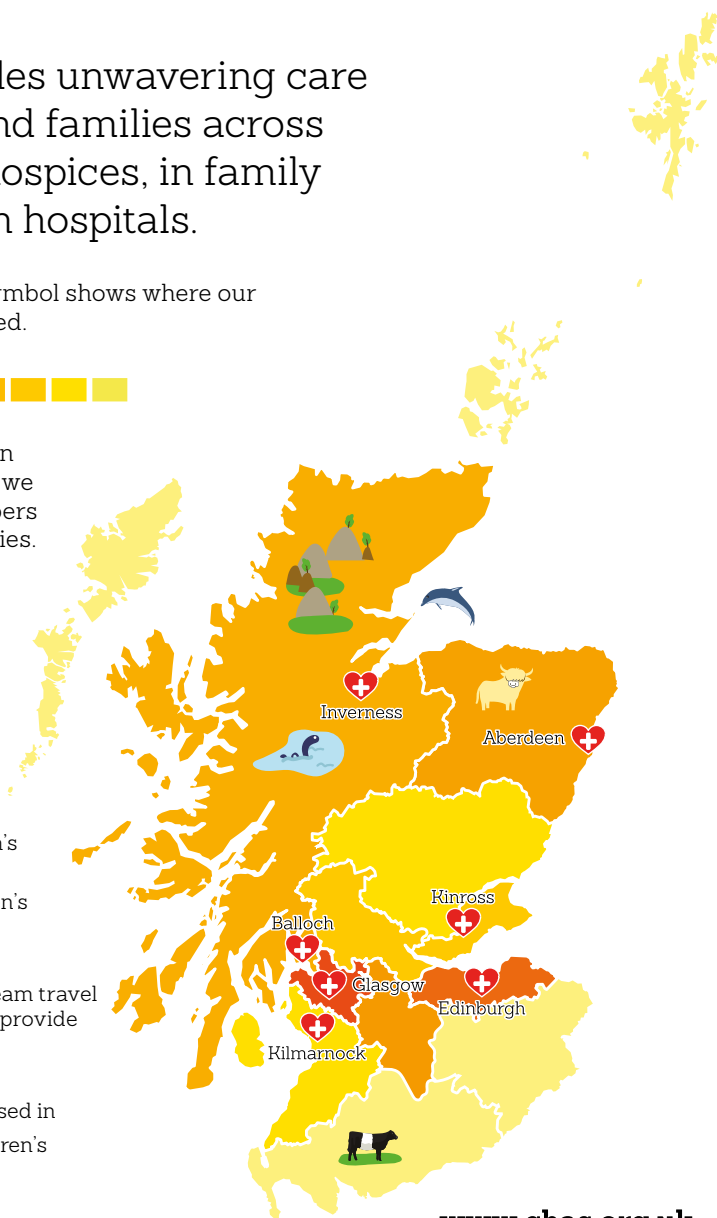 les unwavering care
nd families across
ospices, in family
n hospitals.
ymbol shows where our
ed.
n
we
bers
ies.
Inverness
Aberdeen
n's
Kinross
n's
Balloch
Glasgow
eam travel
Edinburgh
provide
Kilmarnock
sed in
ren's